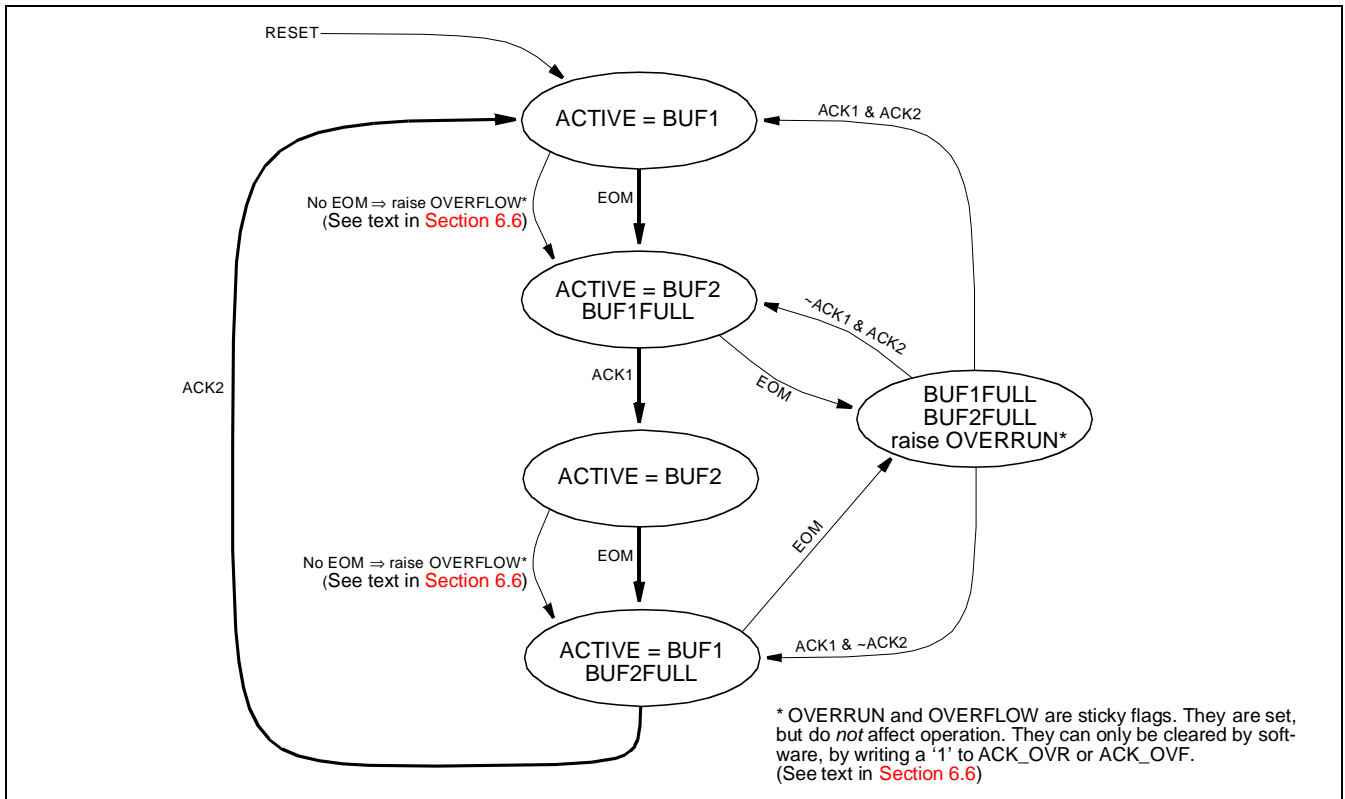 RESET
ACTIVE = BUF1
ACK1 & ACK2
No EOM ⇒ raise OVERFLOW*
(See text in Section 6.6)
EOM
ACTIVE = BUF2
BUF1FULL
~ACK1 & ACK2
EOM
ACK2
ACK1
BUF1FULL
BUF2FULL
raise OVERRUN*
ACTIVE = BUF2
No EOM ⇒ raise OVERFLOW*
(See text in Section 6.6)
EOM
EOM
ACTIVE = BUF1
BUF2FULL
ACK1 & ~ACK2
* OVERRUN and OVERFLOW are sticky flags. They are set,
but do not affect operation. They can only be cleared by soft-
ware, by writing a ‘1’ to ACK_OVR or ACK_OVF.
(See text in Section 6.6)